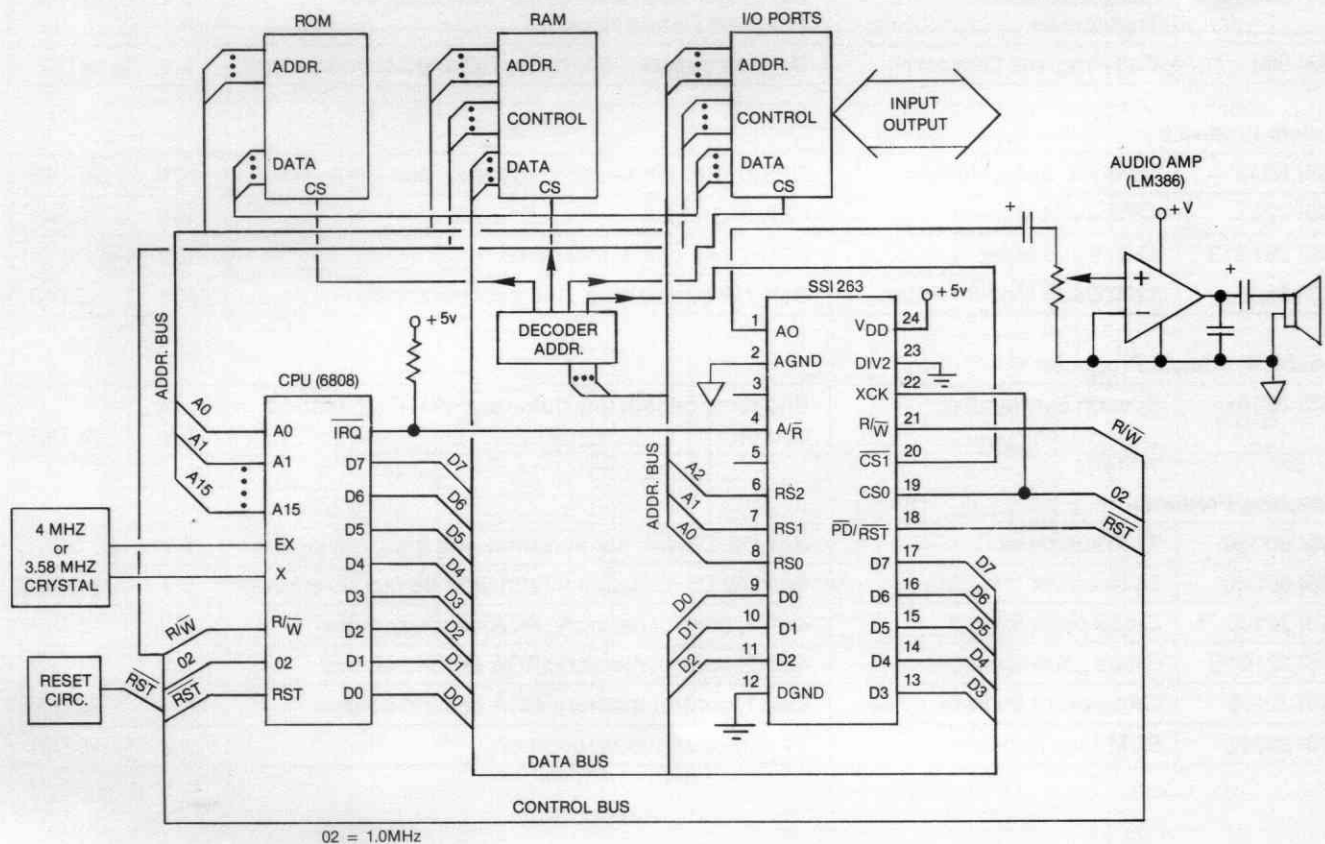 ROM
RAM
I/O PORTS
ADDR.
ADDR.
ADDR.
CONTROL
CONTROL
INPUT
OUTPUT
DATA
DATA
DATA
CS
CS
CS
AUDIO AMP
(LM386)
+V
+
+
+
−
SSI 263
+5v
+5v
DECODER
ADDR.
ADDR. BUS
CPU (6808)
A0
A1
A15
A0
A1
A15
EX
X
R/W̅
02
RST
I̅R̅Q̅
D7
D6
D5
D4
D3
D2
D1
D0
D7
D6
D5
D4
D3
D2
D1
D0
4 MHZ
or
3.58 MHZ
CRYSTAL
RESET
CIRC.
R/W̅
02
RST
R̅S̅T̅
ADDR. BUS
A2
A1
A0
D0
D1
D2
1 AO
2 AGND
3
4 A/R̅
5
6 RS2
7 RS1
8 RS0
9 D0
10 D1
11 D2
12 DGND
VDD 24
DIV2 23
XCK 22
R/W̅ 21
C̅S̅1̅ 20
CS0 19
P̅D̅/R̅S̅T̅ 18
D7 17
D6 16
D5 15
D4 14
D3 13
R/W̅
02
R̅S̅T̅
D7
D6
D5
D4
D3
DATA BUS
CONTROL BUS
02 = 1.0MHz